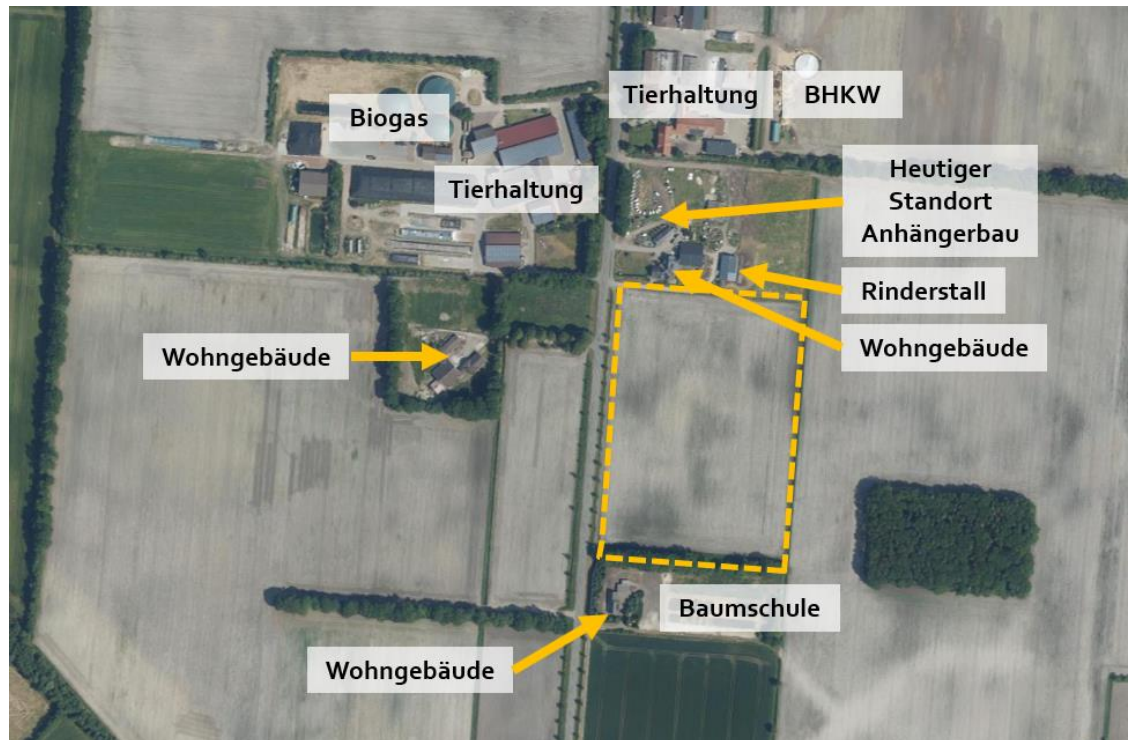 Tierhaltung
BHKW
Biogas
Heutiger
Standort
Anhängerbau
Tierhaltung
Rinderstall
Wohngebäude
Wohngebäude
Baumschule
Wohngebäude